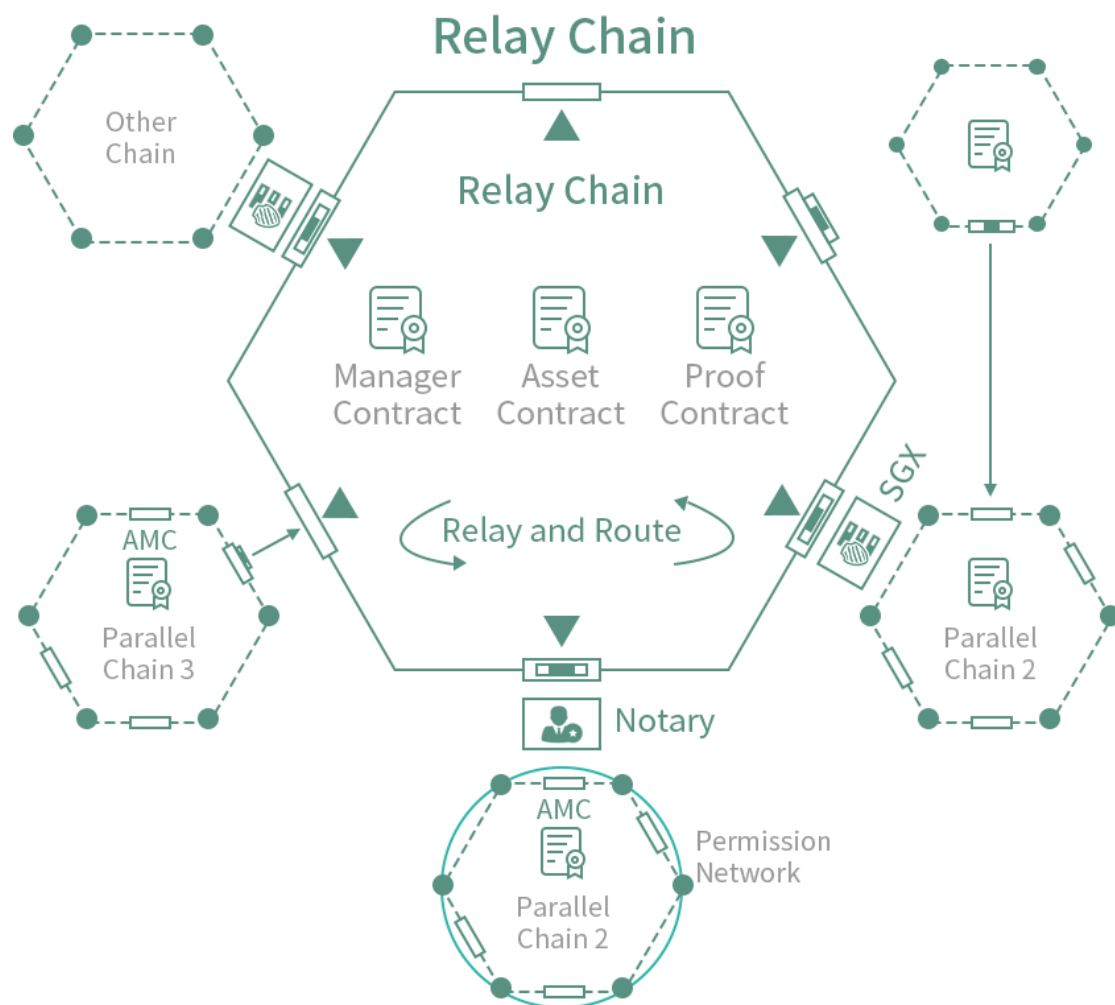 Relay Chain
Other
Chain
Relay Chain
Manager
Contract
Asset
Contract
Proof
Contract
SGX
Relay and Route
AMC
Parallel
Chain 3
Parallel
Chain 2
Notary
AMC
Parallel
Chain 2
Permission
Network